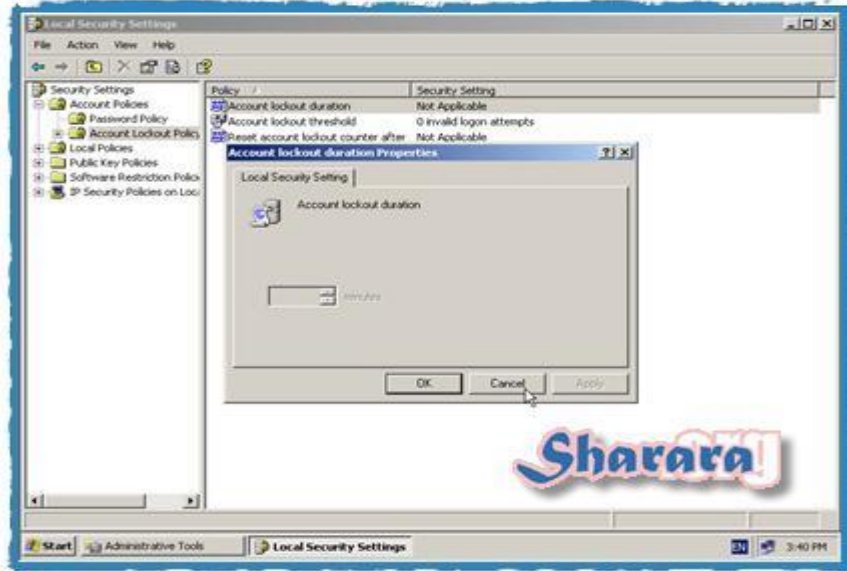 Local Security Settings
File Action View Help
Security Settings
Account Policies
Password Policy
Account Lockout Policy
Local Policies
Public Key Policies
Software Restriction Polici
IP Security Policies on Loca
Policy / Security Setting
Account lockout duration Not Applicable
Account lockout threshold 0 invalid logon attempts
Reset account lockout counter after Not Applicable
Account lockout duration Properties
Local Security Setting
Account lockout duration
minutes
OK Cancel Apply
Sharara
org
Start Administrative Tools Local Security Settings EN 3:40 PM